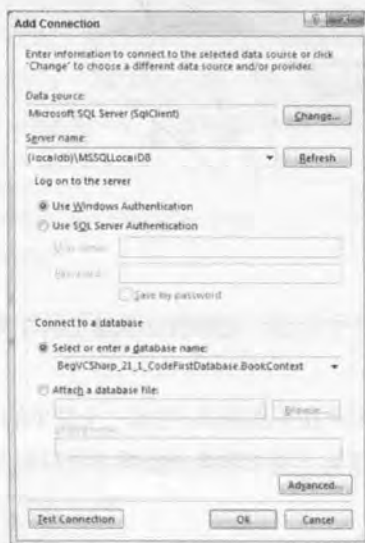 Add Connection
Enter information to connect to the selected data source or click
"Change" to choose a different data source and/or provider.
Data source:
Microsoft SQL Server (SqlClient)
Change...
Server name:
(localdb)\MSSQLLocalDB
Refresh
Log on to the server
Use Windows Authentication
Use SQL Server Authentication
User name:
Password:
Save my password
Connect to a database
Select or enter a database name:
BegVCSharp_21_1_CodeFirstDatabase.BookContext
Attach a database file:
Browse...
Advanced...
Test Connection
OK
Cancel